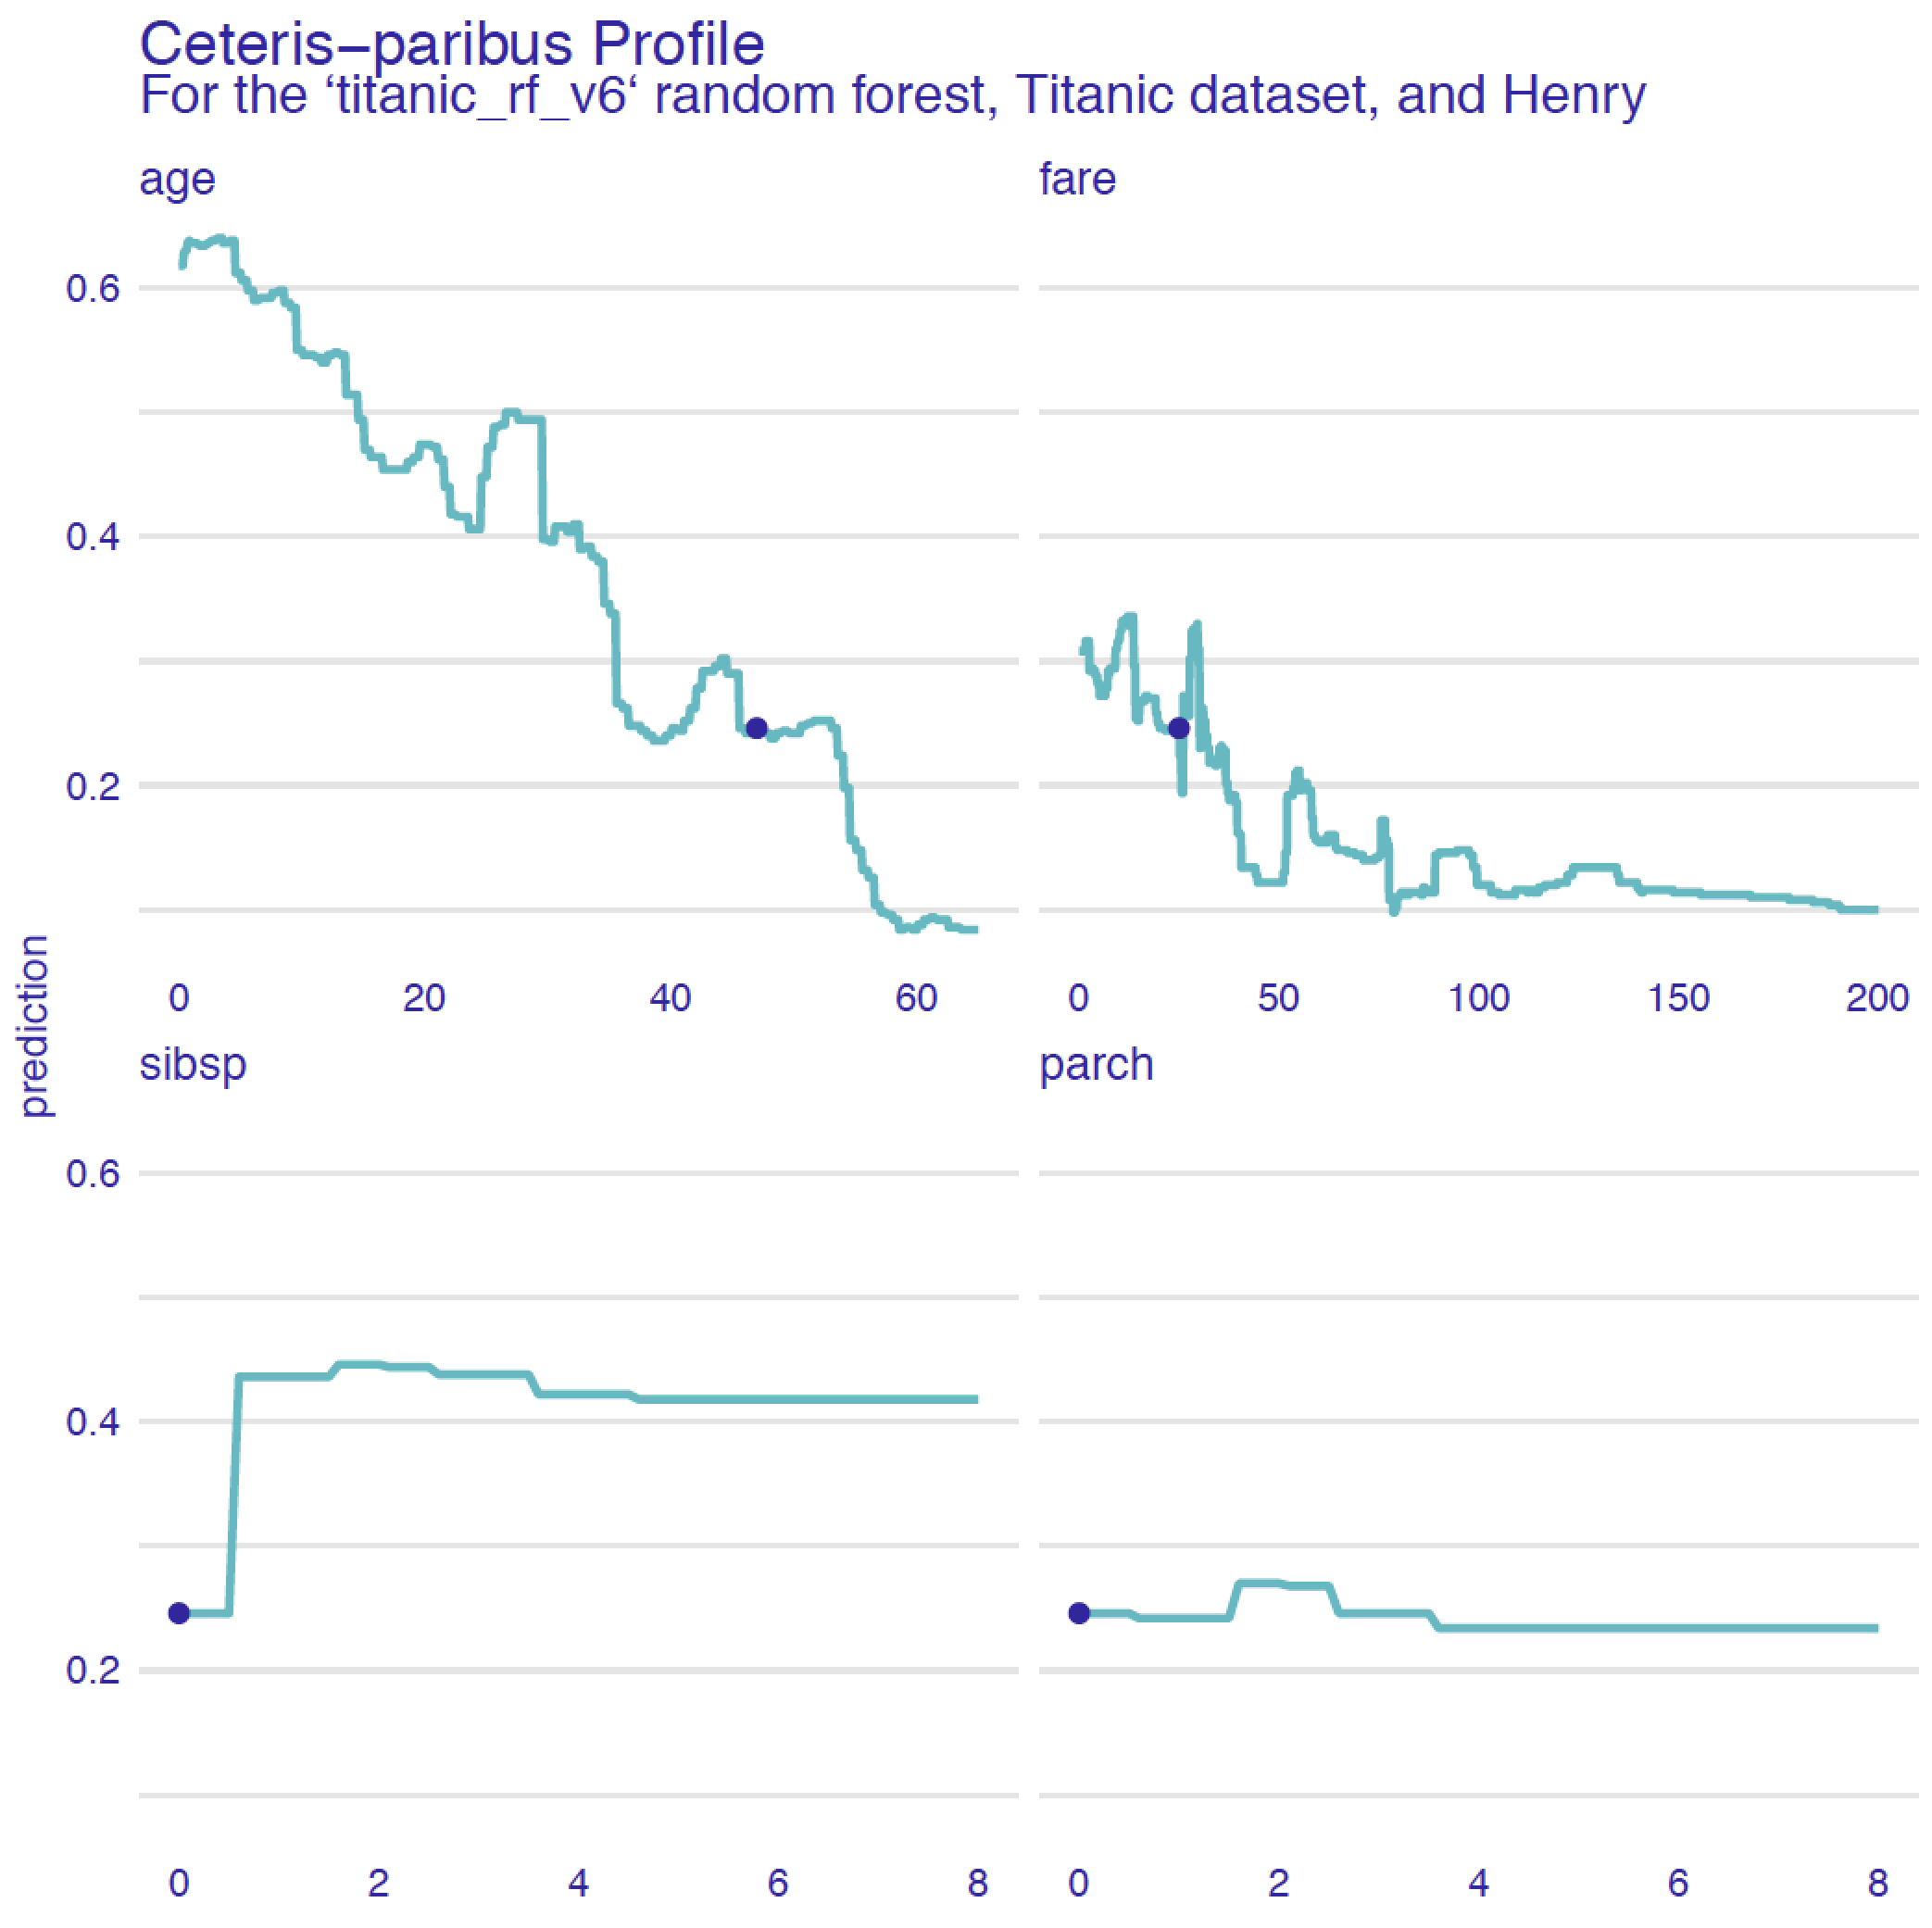 Ceteris–paribus Profile
For the ‘titanic_rf_v6‘ random forest, Titanic dataset, and Henry
age
fare
0.6
0.4
0.2
0 20 40 60
0 50 100 150 200
prediction
sibsp
parch
0.6
0.4
0.2
0 2 4 6 8
0 2 4 6 8